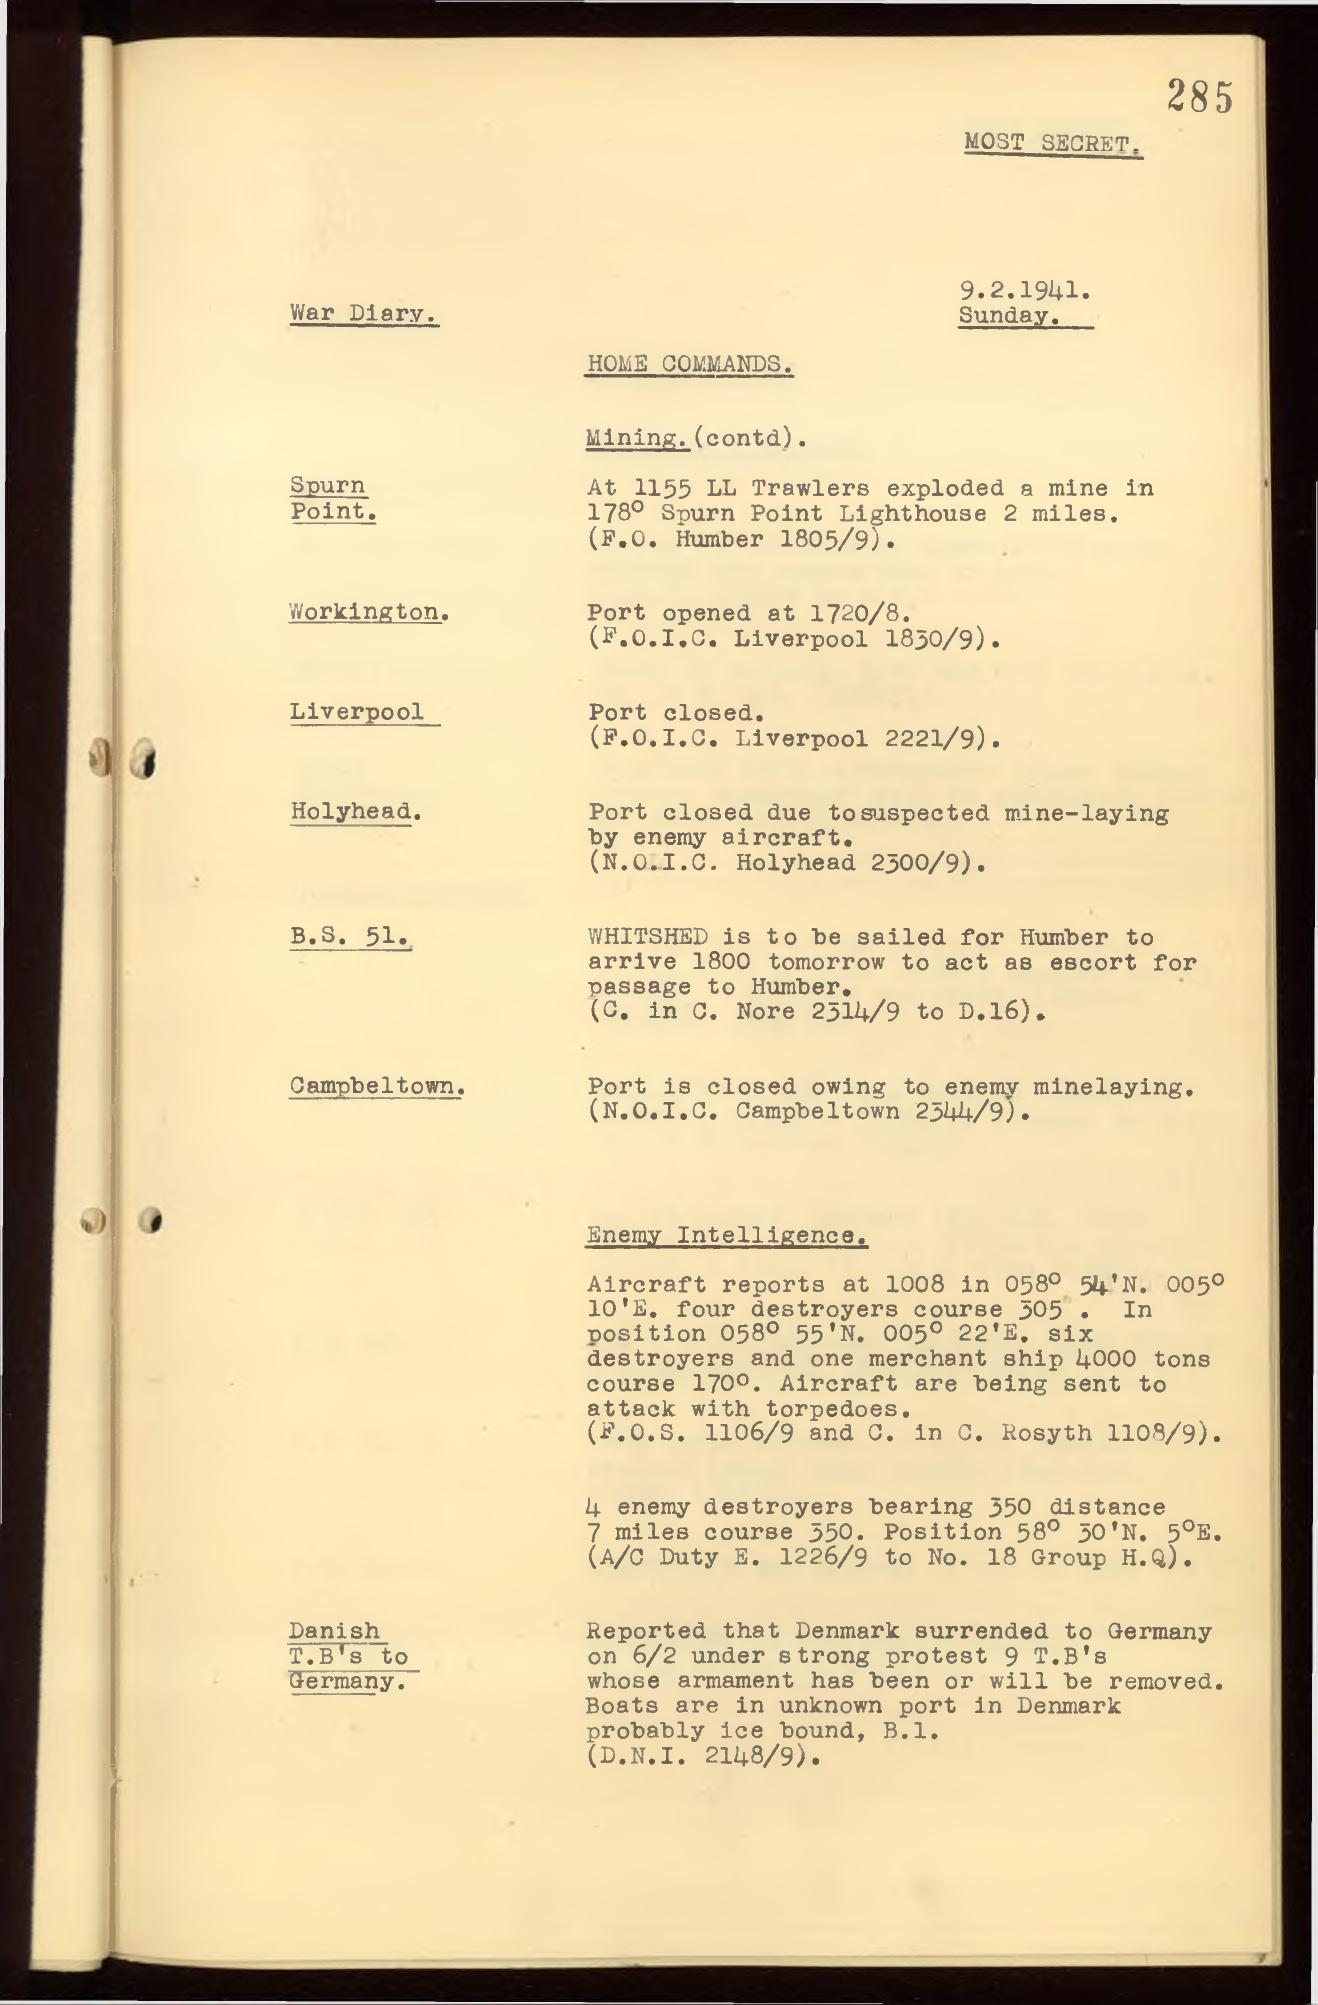 285
MOST SECRET.
9.2.1941.
War Diary.
Sunday.
HOME COMMANDS.
Mining.(contd).
Spurn
Point.
At 1155 LL Trawlers exploded a mine in
178° Spurn Point Lighthouse 2 miles.
(F.O. Humber 1805/9).
Workington.
Port opened at 1720/8.
(F.O.I.C. Liverpool 1830/9).
Liverpool
Port closed.
(F.O.I.C. Liverpool 2221/9).
Holyhead.
Port closed due to suspected mine-laying
by enemy aircraft.
(N.O.I.C. Holyhead 2300/9).
B.S. 51.
WHITSHED is to be sailed for Humber to
arrive 1800 tomorrow to act as escort for
passage to Humber.
(C. in C. Nore 2314/9 to D.16).
Campbeltown.
Port is closed owing to enemy minelaying.
(N.O.I.C. Campbeltown 2344/9).
Enemy Intelligence.
Aircraft reports at 1008 in 058° 54'N. 005°
10'E. four destroyers course 305 . In
position 058° 55'N. 005° 22'E. six
destroyers and one merchant ship 4000 tons
course 170°. Aircraft are being sent to
attack with torpedoes.
(F.O.S. 1106/9 and C. in C. Rosyth 1108/9).
4 enemy destroyers bearing 350 distance
7 miles course 350. Position 58° 30'N. 5°E.
(A/C Duty E. 1226/9 to No. 18 Group H.Q).
Danish
T.B's to
Germany.
Reported that Denmark surrended to Germany
on 6/2 under strong protest 9 T.B's
whose armament has been or will be removed.
Boats are in unknown port in Denmark
probably ice bound, B.1.
(D.N.I. 2148/9).